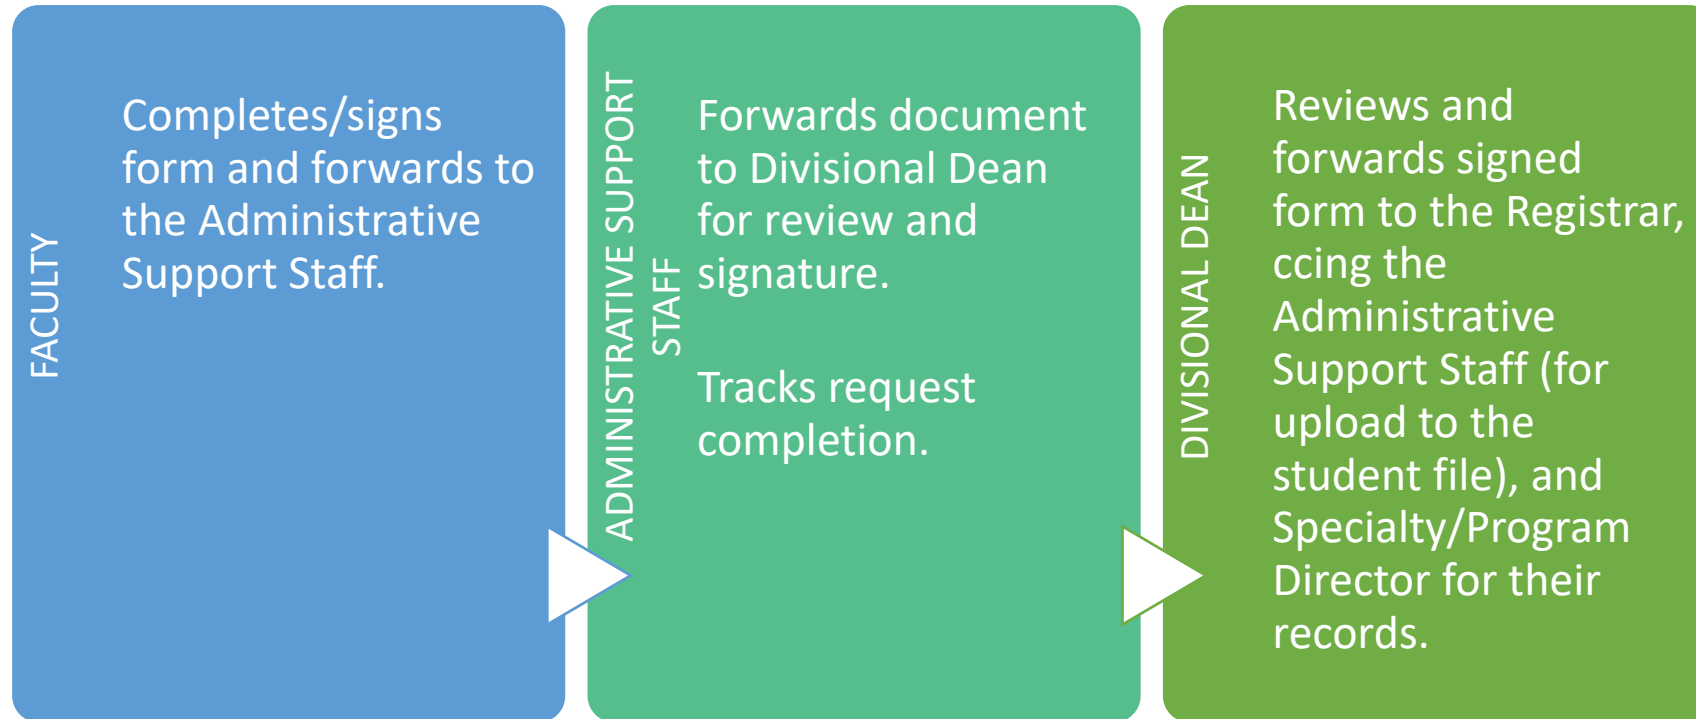 FACULTY
Completes/signs
form and forwards to
the Administrative
Support Staff.
ADMINISTRATIVE SUPPORT
STAFF
Forwards document
to Divisional Dean
for review and
signature.
Tracks request
completion.
DIVISIONAL DEAN
Reviews and
forwards signed
form to the Registrar,
ccing the
Administrative
Support Staff (for
upload to the
student file), and
Specialty/Program
Director for their
records.